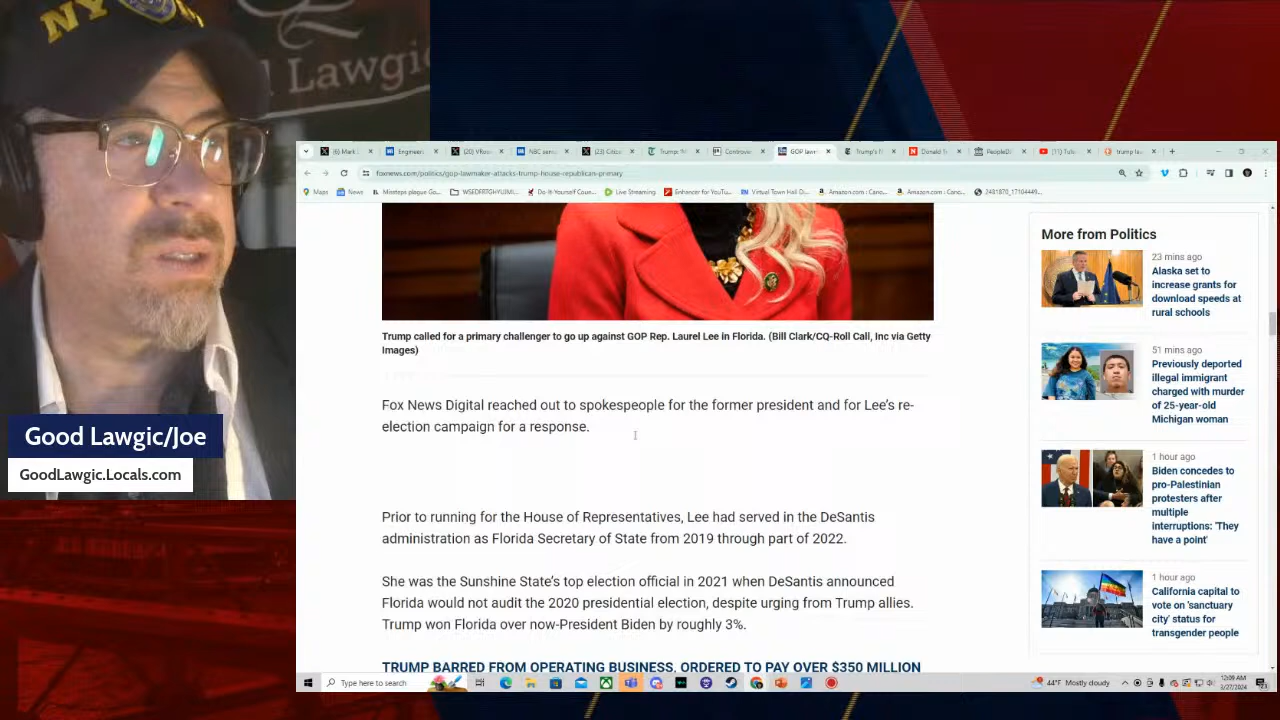 NY
Lawgic
Good Lawgic/Joe
GoodLawgic.Locals.com
GOP lawn
foxnews.com/politics/gop-lawmaker-attacks-trump-house-republican-primary
Maps
News
Live Streaming
Enhancer for YouTu...
Virtual Town Hall Di...
Amazon.com : Canc...
Amazon.com : Canc...
Trump called for a primary challenger to go up against GOP Rep. Laurel Lee in Florida. (Bill Clark/CQ-Roll Call, Inc via Getty
Images)
Fox News Digital reached out to spokespeople for the former president and for Lee's re-
election campaign for a response.
Prior to running for the House of Representatives, Lee had served in the DeSantis
administration as Florida Secretary of State from 2019 through part of 2022.
She was the Sunshine State's top election official in 2021 when DeSantis announced
Florida would not audit the 2020 presidential election, despite urging from Trump allies.
Trump won Florida over now-President Biden by roughly 3%.
TRUMP BARRED FROM OPERATING BUSINESS, ORDERED TO PAY OVER $350 MILLION
More from Politics
23 mins ago
Alaska set to
increase grants for
download speeds at
rural schools
51 mins ago
Previously deported
illegal immigrant
charged with murder
of 25-year-old
Michigan woman
1 hour ago
Biden concedes to
pro-Palestinian
protesters after
multiple
interruptions: 'They
have a point'
1 hour ago
California capital to
vote on 'sanctuary
city' status for
transgender people
Type here to search
44°F Mostly cloudy
12:09 AM
3/27/2024